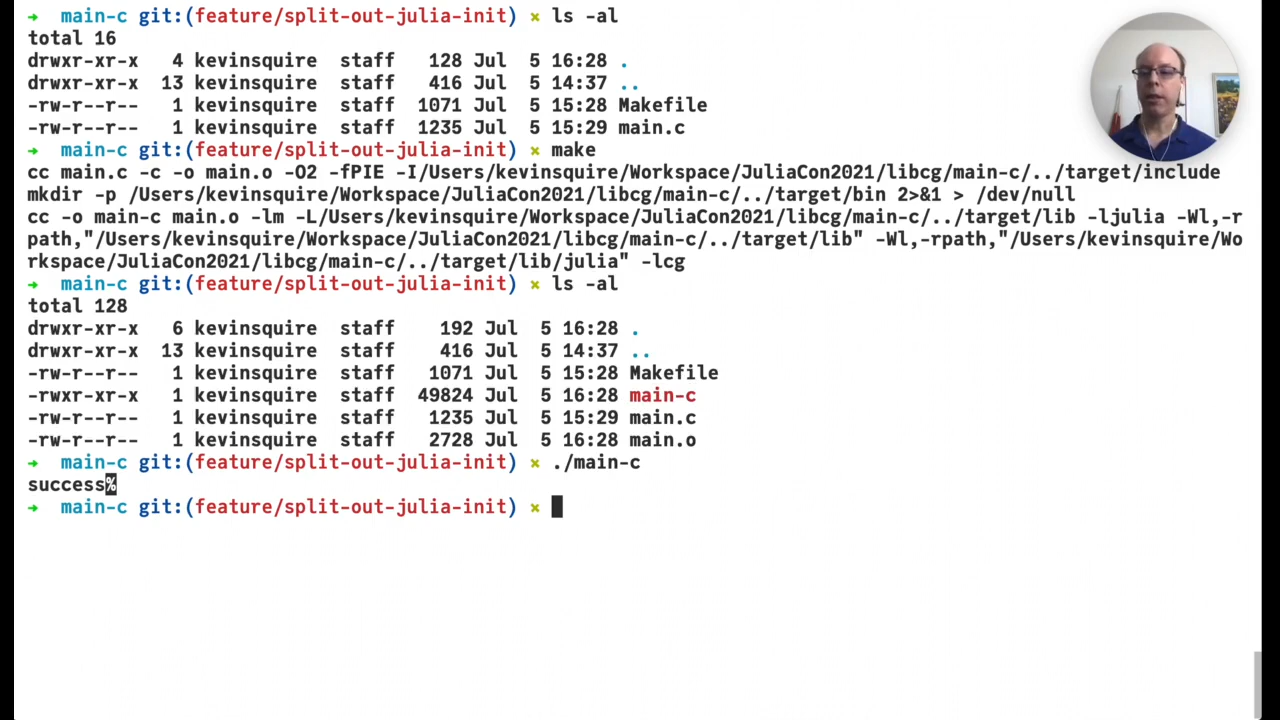 →  main-c git:(feature/split-out-julia-init) × ls -al
total 16
drwxr-xr-x   4 kevinsquire  staff   128 Jul  5 16:28 .
drwxr-xr-x  13 kevinsquire  staff   416 Jul  5 14:37 ..
-rw-r--r--   1 kevinsquire  staff  1071 Jul  5 15:28 Makefile
-rw-r--r--   1 kevinsquire  staff  1235 Jul  5 15:29 main.c
→  main-c git:(feature/split-out-julia-init) × make
cc main.c -c -o main.o -O2 -fPIE -I/Users/kevinsquire/Workspace/JuliaCon2021/libcg/main-c/../target/include
mkdir -p /Users/kevinsquire/Workspace/JuliaCon2021/libcg/main-c/../target/bin 2>&1 > /dev/null
cc -o main-c main.o -lm -L/Users/kevinsquire/Workspace/JuliaCon2021/libcg/main-c/../target/lib -ljulia -Wl,-r
path,"/Users/kevinsquire/Workspace/JuliaCon2021/libcg/main-c/../target/lib" -Wl,-rpath,"/Users/kevinsquire/Wo
rkspace/JuliaCon2021/libcg/main-c/../target/lib/julia" -lcg
→  main-c git:(feature/split-out-julia-init) × ls -al
total 128
drwxr-xr-x   6 kevinsquire  staff    192 Jul  5 16:28 .
drwxr-xr-x  13 kevinsquire  staff    416 Jul  5 14:37 ..
-rw-r--r--   1 kevinsquire  staff   1071 Jul  5 15:28 Makefile
-rwxr-xr-x   1 kevinsquire  staff  49824 Jul  5 16:28 main-c
-rw-r--r--   1 kevinsquire  staff   1235 Jul  5 15:29 main.c
-rw-r--r--   1 kevinsquire  staff   2728 Jul  5 16:28 main.o
→  main-c git:(feature/split-out-julia-init) × ./main-c
success%
→  main-c git:(feature/split-out-julia-init) ×